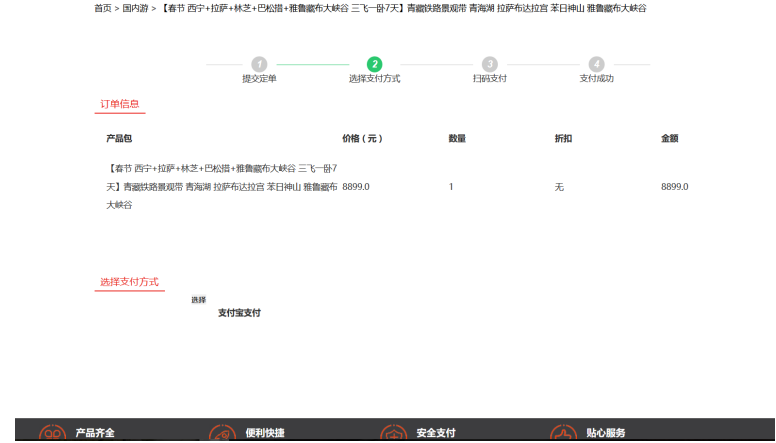 首页 > 国内游 > 【春节 西宁+拉萨+林芝+巴松措+雅鲁藏布大峡谷 三飞一卧7天】青藏铁路景观带 青海湖 拉萨布达拉宫 苯日神山 雅鲁藏布大峡谷
1 2 3 4
提交定单 选择支付方式 扫码支付 支付成功
订单信息
产品包 价格（元） 数量 折扣 金额
【春节 西宁+拉萨+林芝+巴松措+雅鲁藏布大峡谷 三飞一卧7
天】青藏铁路景观带 青海湖 拉萨布达拉宫 苯日神山 雅鲁藏布 8899.0 1 无 8899.0
大峡谷
选择支付方式
选择
支付宝支付
产品齐全 便利快捷 安全支付 贴心服务